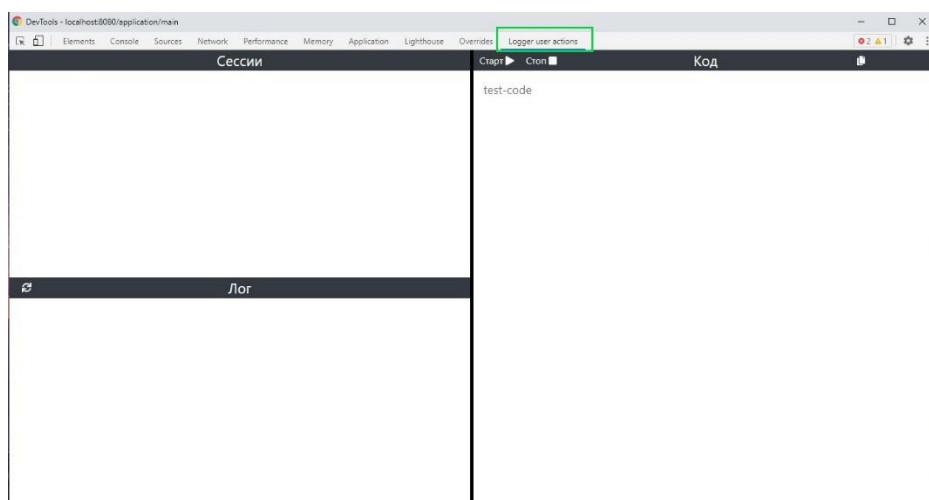 DevTools - localhost:8080/application/main
Elements Console Sources Network Performance Memory Application Lighthouse Overrides Logger user actions 2 1
Сессии
Старт Стоп Код
test-code
Лог